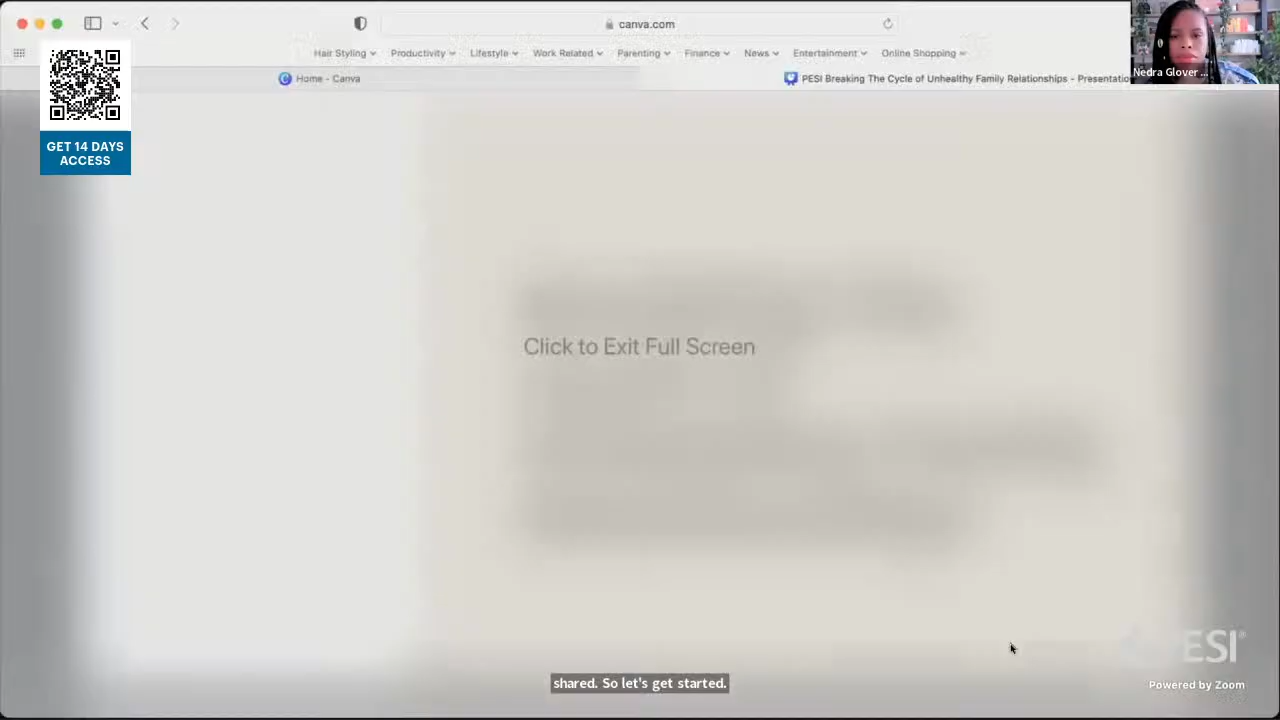 canva.com
Hair Styling Productivity Lifestyle Work Related Parenting Finance News Entertainment Online Shopping
Home - Canva
PESI Breaking The Cycle of Unhealthy Family Relationships - Presentatio
Nedra Glover ...
GET 14 DAYS
ACCESS
Click to Exit Full Screen
PESI®
Powered by Zoom
shared. So let's get started.